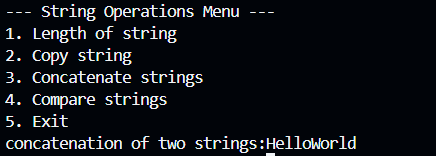 --- String Operations Menu ---
1. Length of string
2. Copy string
3. Concatenate strings
4. Compare strings
5. Exit
concatenation of two strings:HelloWorld